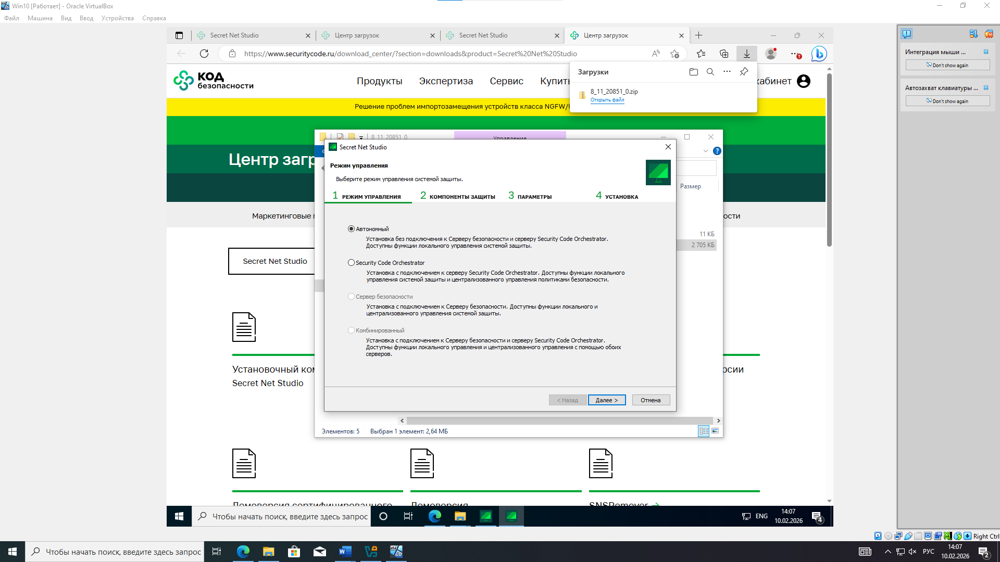 Win10 [Работает] - Oracle VirtualBox
Файл Машина Вид Ввод Устройства Справка
Secret Net Studio
Центр загрузок
Secret Net Studio
Центр загрузок
https://www.securitycode.ru/download_center/?section=downloads&product=Secret%20Net%20Studio
Загрузки
8_11_20851_0.zip
Открыть файл
КОД
безопасности
Продукты Экспертиза Сервис Купить
кабинет
Решение проблем импортозамещения устройств класса NGFW/
8_11_20851_0
Управление
Secret Net Studio
Центр загр
Режим управления
Выберите режим управления системой защиты.
1 РЕЖИМ УПРАВЛЕНИЯ 2 КОМПОНЕНТЫ ЗАЩИТЫ 3 ПАРАМЕТРЫ 4 УСТАНОВКА
Размер
11 КБ
2 705 КБ
Маркетинговые
ости
Автономный
Установка без подключения к Серверу безопасности и серверу Security Code Orchestrator.
Доступны функции локального управления системой защиты.
Security Code Orchestrator
Установка с подключением к серверу Security Code Orchestrator. Доступны функции локального
управления системой защиты и централизованного управления политиками безопасности.
Сервер безопасности
Установка с подключением к Серверу безопасности. Доступны функции локального и
централизованного управления системой защиты.
Комбинированный
Установка с подключением к Серверу безопасности и серверу Security Code Orchestrator.
Доступны функции локального управления и централизованного управления с помощью обоих
серверов.
< Назад Далее > Отмена
Secret Net Studio
Установочный ком
Secret Net Studio
рсии
Элементов: 5 Выбран 1 элемент: 2,64 МБ
Демоверсия сертифицированного
Демоверсия
SNSRemover →
Чтобы начать поиск, введите здесь запрос
ENG
14:07
10.02.2026
4
Интеграция мыши ...
Don't show again
Автозахват клавиатуры ...
Don't show again
Right Ctrl
Чтобы начать поиск, введите здесь запрос
РУС
14:07
10.02.2026
2